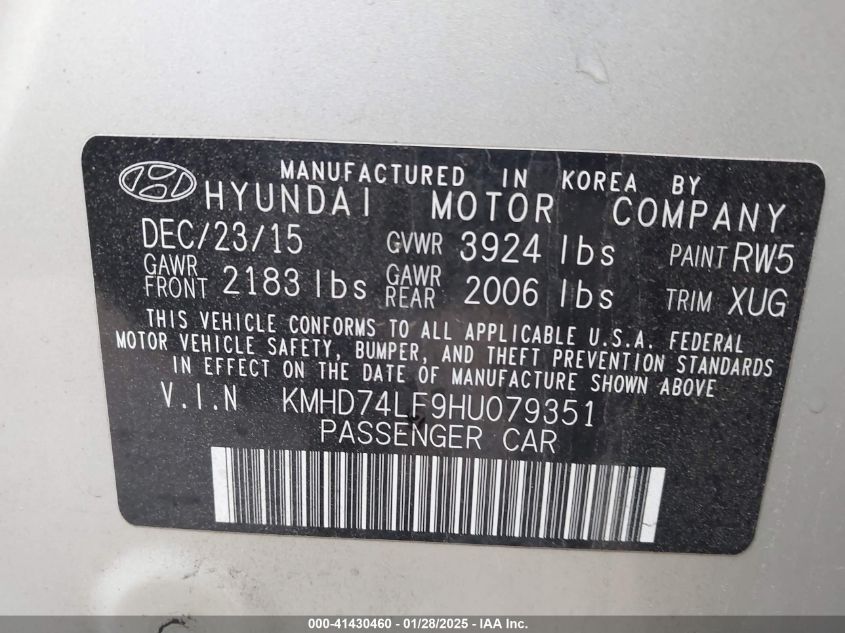 MANUFACTURED IN KOREA BY
HYUNDAI MOTOR COMPANY
DEC/23/15 GVWR 3924 lbs PAINT RW5
GAWR FRONT 2183 lbs GAWR REAR 2006 lbs TRIM XUG
THIS VEHICLE CONFORMS TO ALL APPLICABLE U.S.A. FEDERAL
MOTOR VEHICLE SAFETY, BUMPER, AND THEFT PREVENTION STANDARDS
IN EFFECT ON THE DATE OF MANUFACTURE SHOWN ABOVE
V.I.N KMHD74LF9HU079351
PASSENGER CAR
000-41430460 - 01/28/2025 - IAA Inc.